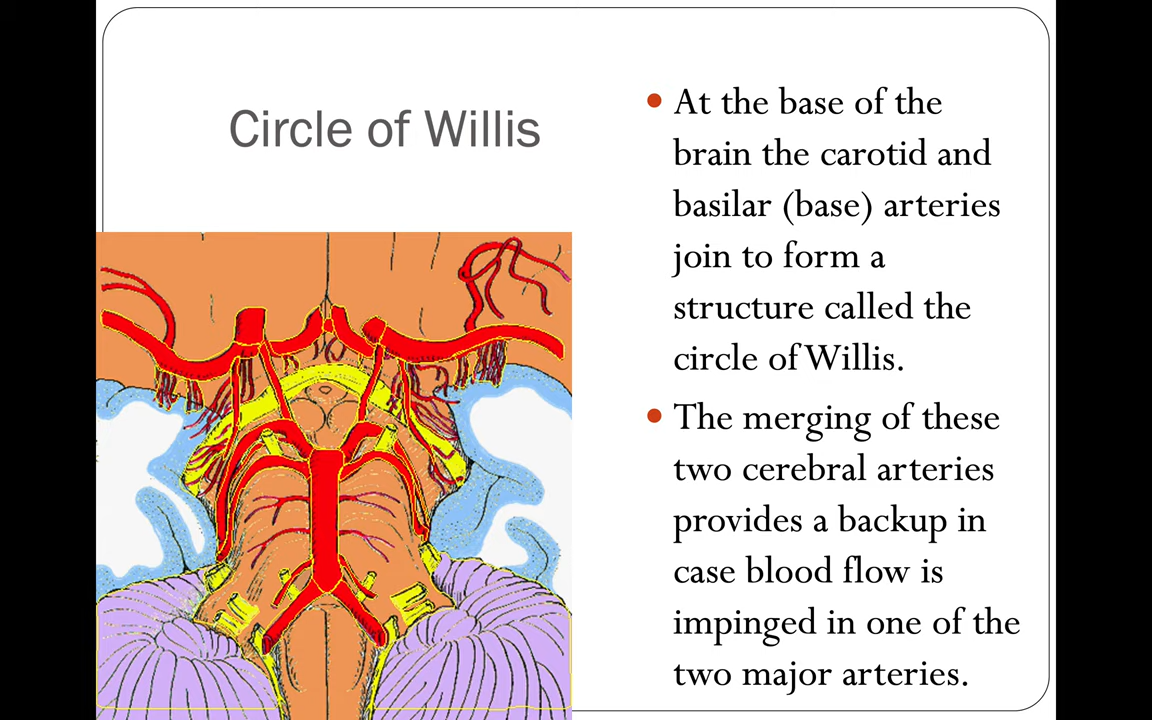 Circle of Willis
• At the base of the
brain the carotid and
basilar (base) arteries
join to form a
structure called the
circle of Willis.
• The merging of these
two cerebral arteries
provides a backup in
case blood flow is
impinged in one of the
two major arteries.